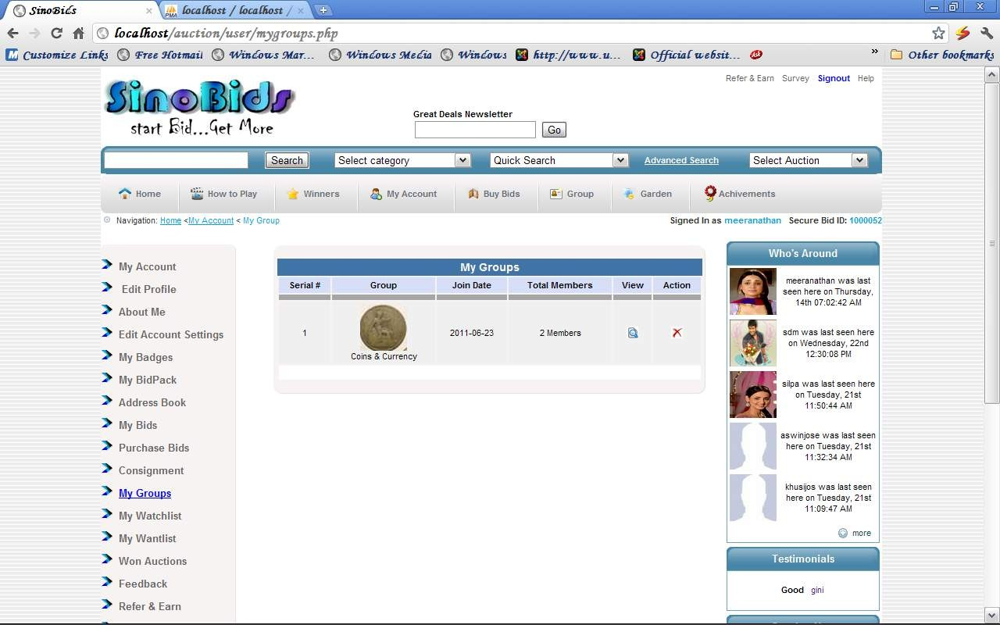 SinoBids
PMA localhost / localhost /
localhost/auction/user/mygroups.php
Customize Links Free Hotmail Windows Mar... Windows Media Windows http://www.u... Official websit... Ask » Other bookmarks
SinoBids
start Bid...Get More
Refer & Earn Survey Signout Help
Great Deals Newsletter
Go
Search Select category Quick Search Advanced Search Select Auction
Home How to Play Winners My Account Buy Bids Group Garden Achivements
Navigation: Home <My Account < My Group
Signed In as meeranathan Secure Bid ID: 1000052
My Account
Edit Profile
About Me
Edit Account Settings
My Badges
My BidPack
Address Book
My Bids
Purchase Bids
Consignment
My Groups
My Watchlist
My Wantlist
Won Auctions
Feedback
Refer & Earn
My Groups
Serial # Group Join Date Total Members View Action
1 2011-06-23 2 Members
Coins & Currency
Who's Around
meeranathan was last
seen here on Thursday,
14th 07:02:42 AM
sdm was last seen here
on Wednesday, 22nd
12:30:08 PM
silpa was last seen here
on Tuesday, 21st
11:50:44 AM
aswinjose was last seen
here on Tuesday, 21st
11:32:34 AM
khusijos was last seen
here on Tuesday, 21st
11:09:47 AM
more
Testimonials
Good gini